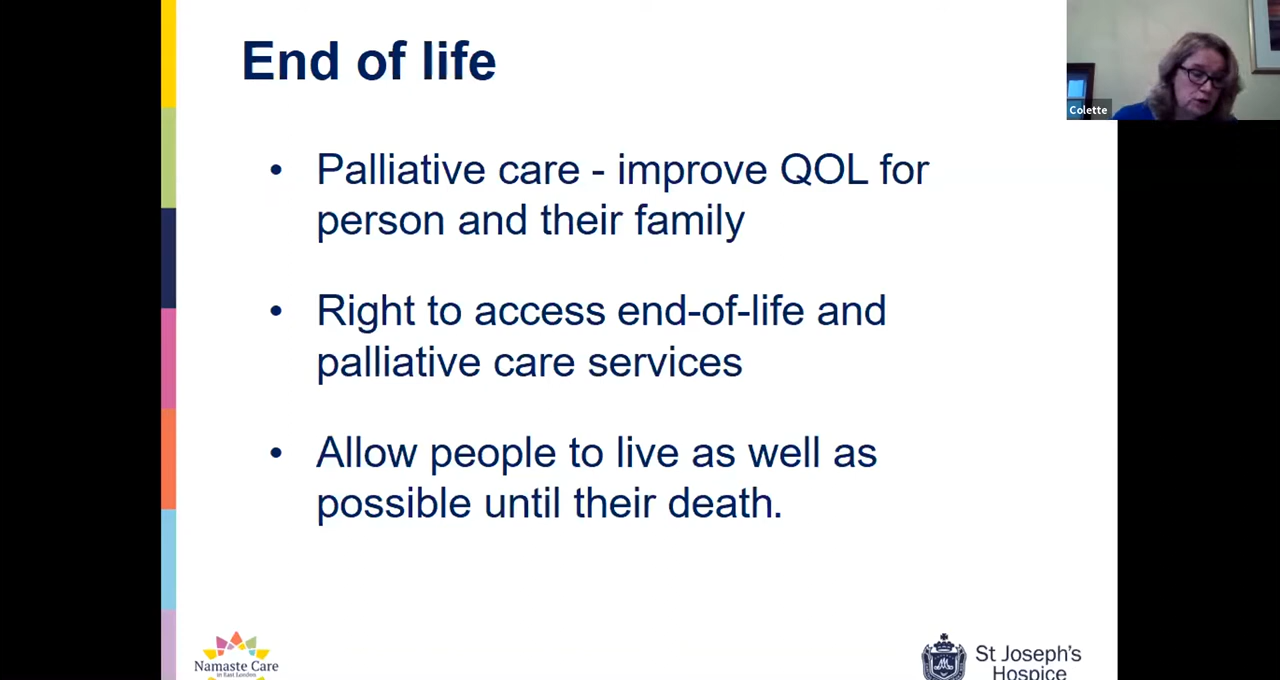 End of life
Colette
• Palliative care - improve QOL for
person and their family
• Right to access end-of-life and
palliative care services
• Allow people to live as well as
possible until their death.
Namaste Care
in East London
St Joseph's
Hospice